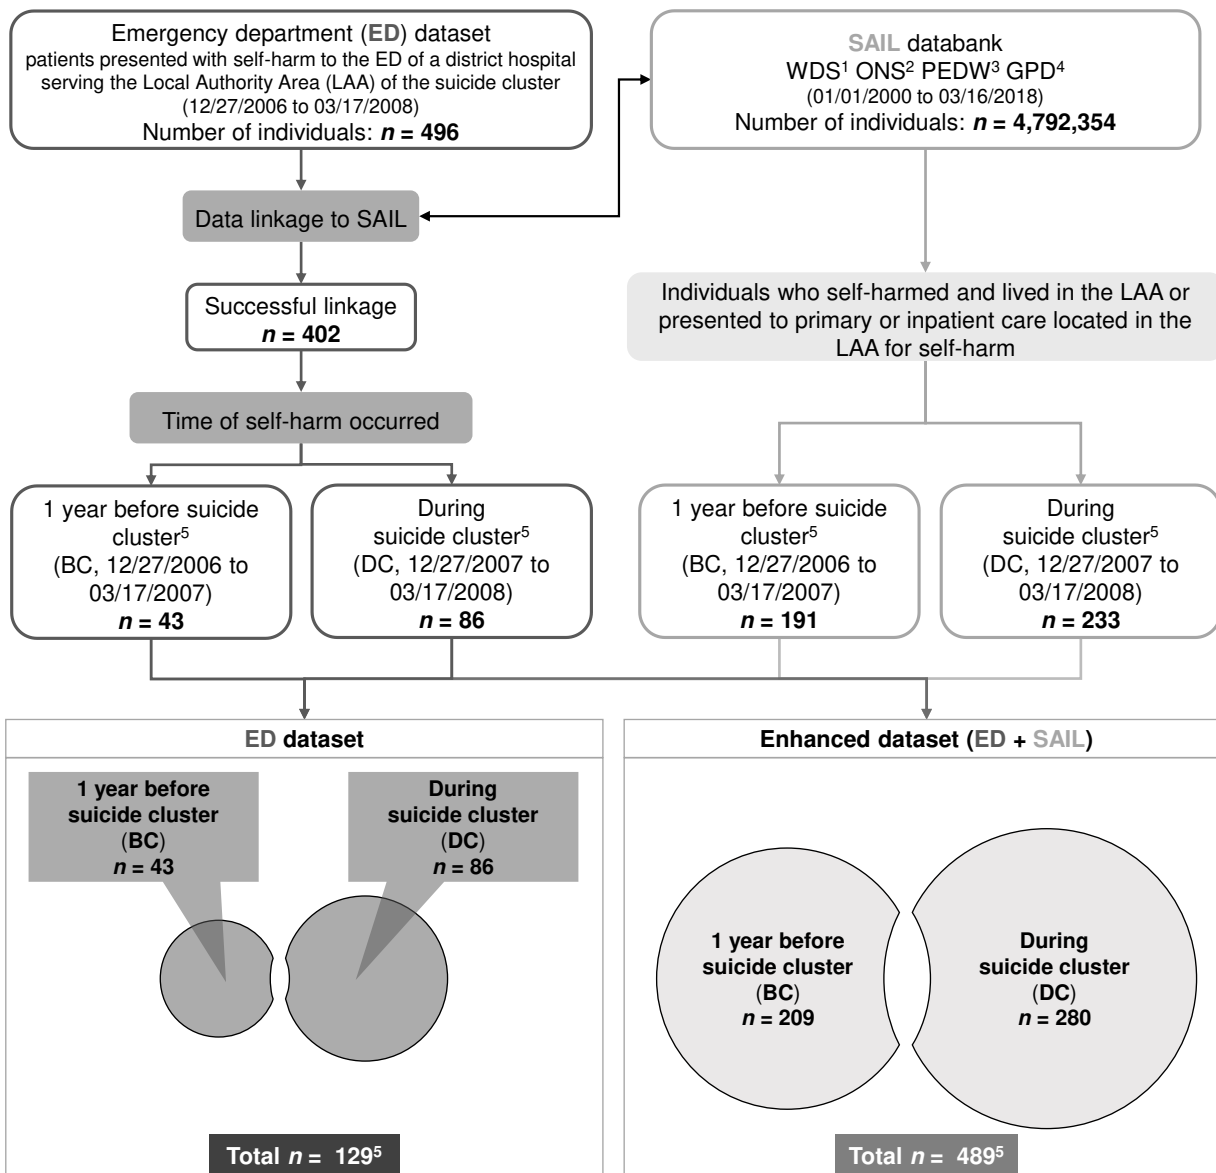 Emergency department (ED) dataset
patients presented with self-harm to the ED of a district hospital
serving the Local Authority Area (LAA) of the suicide cluster
(12/27/2006 to 03/17/2008)
Number of individuals: n = 496
SAIL databank
WDS¹ ONS² PEDW³ GPD⁴
(01/01/2000 to 03/16/2018)
Number of individuals: n = 4,792,354
Data linkage to SAIL
Successful linkage
n = 402
Individuals who self-harmed and lived in the LAA or
presented to primary or inpatient care located in the
LAA for self-harm
Time of self-harm occurred
1 year before suicide
cluster⁵
(BC, 12/27/2006 to
03/17/2007)
n = 43
During
suicide cluster⁵
(DC, 12/27/2007 to
03/17/2008)
n = 86
1 year before suicide
cluster⁵
(BC, 12/27/2006 to
03/17/2007)
n = 191
During
suicide cluster⁵
(DC, 12/27/2007 to
03/17/2008)
n = 233
ED dataset
1 year before
suicide cluster
(BC)
n = 43
During
suicide cluster
(DC)
n = 86
Total n = 129⁵
Enhanced dataset (ED + SAIL)
1 year before
suicide cluster
(BC)
n = 209
During
suicide cluster
(DC)
n = 280
Total n = 489⁵